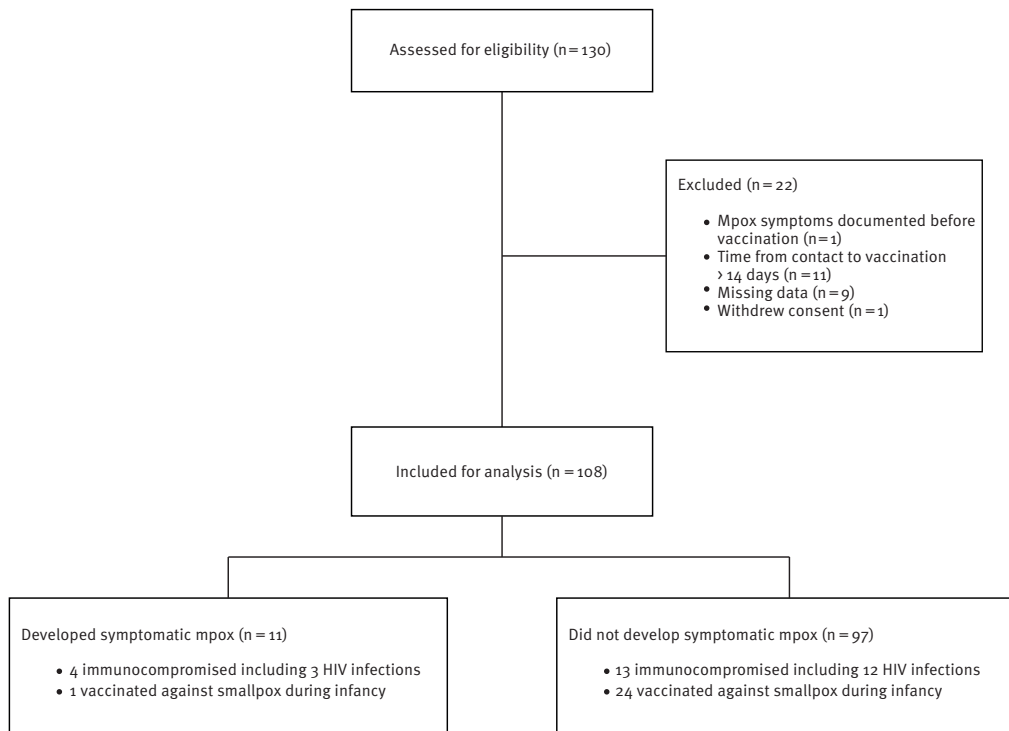 Assessed for eligibility (n = 130)
Excluded (n = 22)
• Mpox symptoms documented before
vaccination (n=1)
• Time from contact to vaccination
> 14 days (n = 11)
• Missing data (n = 9)
• Withdrew consent (n = 1)
Included for analysis (n = 108)
Developed symptomatic mpox (n = 11)
• 4 immunocompromised including 3 HIV infections
• 1 vaccinated against smallpox during infancy
Did not develop symptomatic mpox (n = 97)
• 13 immunocompromised including 12 HIV infections
• 24 vaccinated against smallpox during infancy